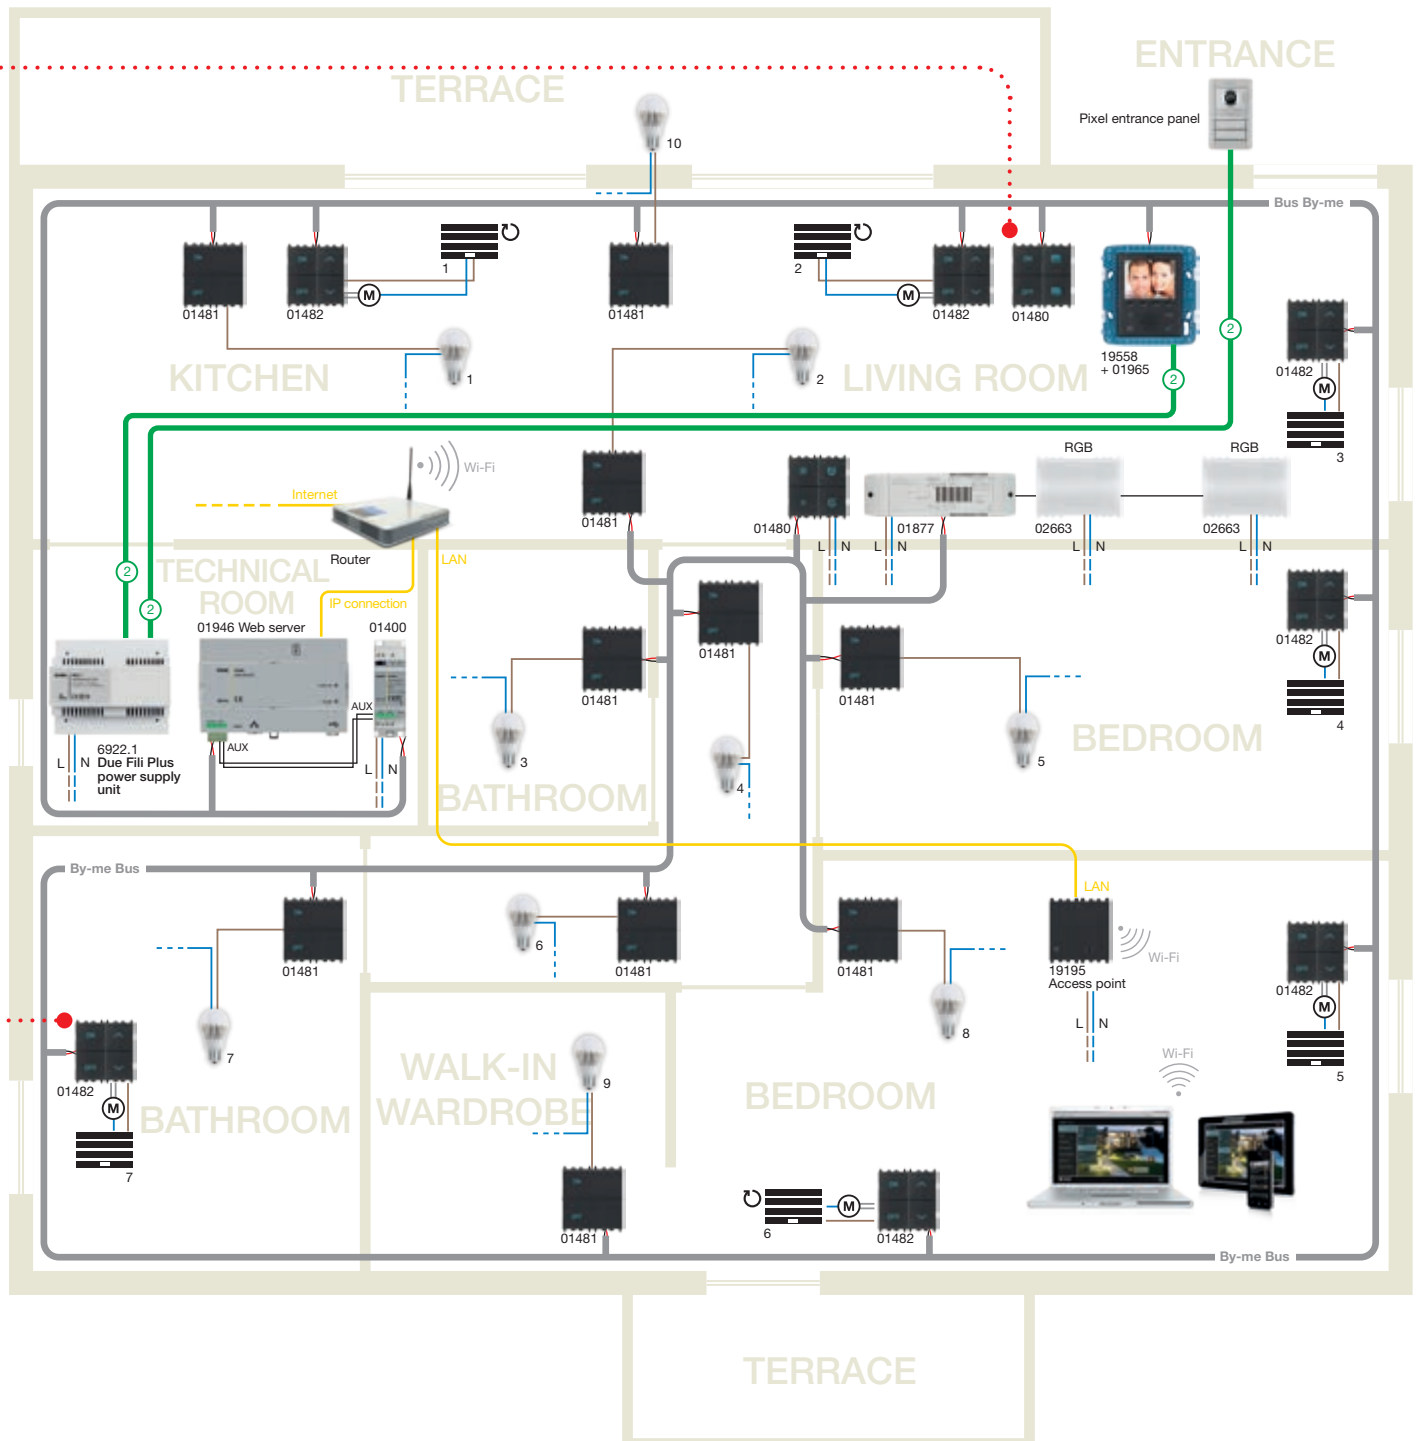 ENTRANCE
TERRACE
Pixel entrance panel
10
Bus By-me
1
2
M
M
01481
01482
01481
01482
01480
19558
+ 01965
2
2
01482
M
3
KITCHEN
1
2
LIVING ROOM
Wi-Fi
Internet
Router
LAN
01481
01480
L
N
L
N
01877
RGB
02663
L
N
RGB
02663
L
N
2
2
TECHNICAL
ROOM
IP connection
01946 Web server
01400
AUX
AUX
L
N
6922.1
Due Fili Plus
power supply
unit
L
N
01481
3
BATHROOM
01481
4
01481
5
BEDROOM
01482
M
4
By-me Bus
01481
7
6
01481
01481
8
LAN
19195
Access point
Wi-Fi
L
N
01482
M
5
01482
M
7
BATHROOM
WALK-IN
WARDROBE
9
01481
BEDROOM
Wi-Fi
6
M
01482
By-me Bus
TERRACE